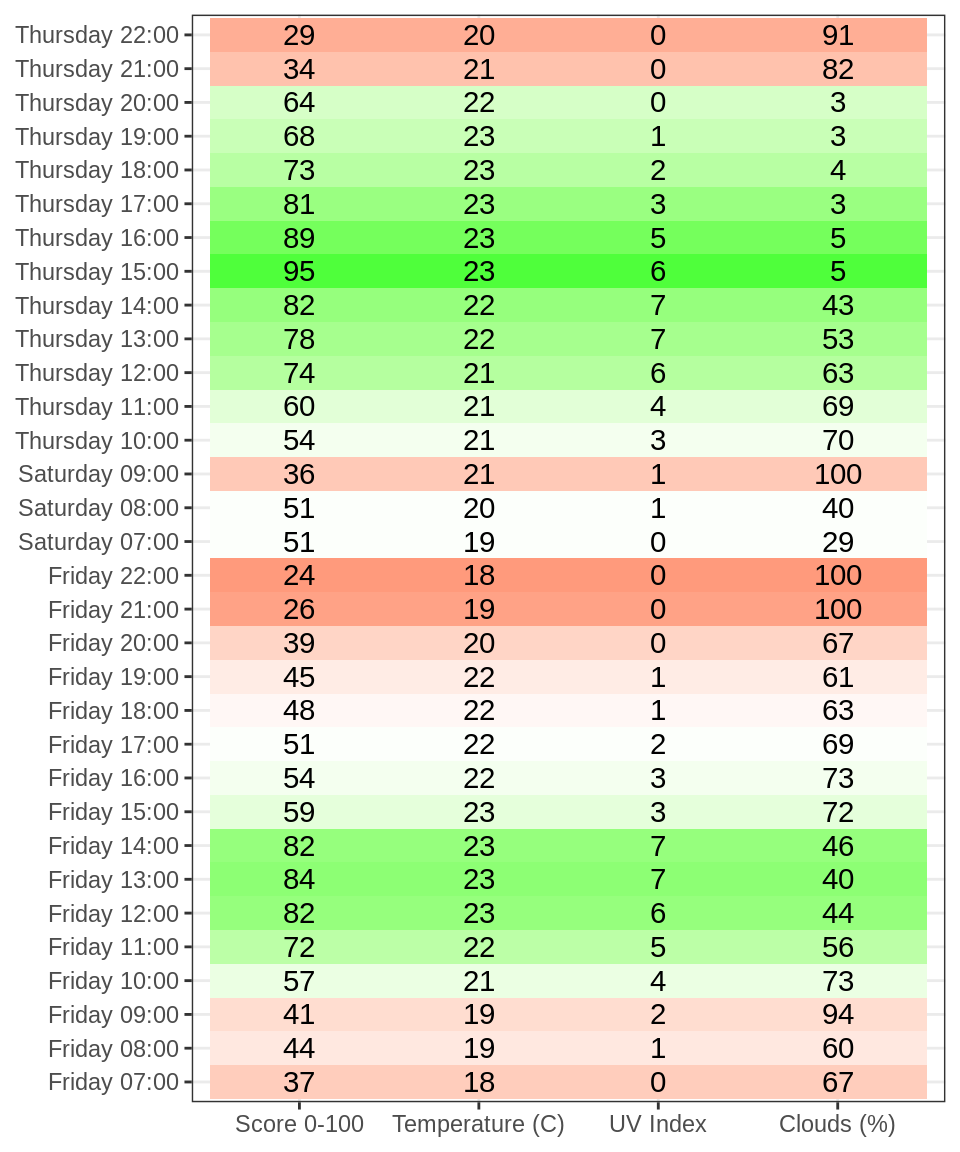 Thursday 22:00 29 20 0 91
Thursday 21:00 34 21 0 82
Thursday 20:00 64 22 0 3
Thursday 19:00 68 23 1 3
Thursday 18:00 73 23 2 4
Thursday 17:00 81 23 3 3
Thursday 16:00 89 23 5 5
Thursday 15:00 95 23 6 5
Thursday 14:00 82 22 7 43
Thursday 13:00 78 22 7 53
Thursday 12:00 74 21 6 63
Thursday 11:00 60 21 4 69
Thursday 10:00 54 21 3 70
Saturday 09:00 36 21 1 100
Saturday 08:00 51 20 1 40
Saturday 07:00 51 19 0 29
Friday 22:00 24 18 0 100
Friday 21:00 26 19 0 100
Friday 20:00 39 20 0 67
Friday 19:00 45 22 1 61
Friday 18:00 48 22 1 63
Friday 17:00 51 22 2 69
Friday 16:00 54 22 3 73
Friday 15:00 59 23 3 72
Friday 14:00 82 23 7 46
Friday 13:00 84 23 7 40
Friday 12:00 82 23 6 44
Friday 11:00 72 22 5 56
Friday 10:00 57 21 4 73
Friday 09:00 41 19 2 94
Friday 08:00 44 19 1 60
Friday 07:00 37 18 0 67
Score 0-100 Temperature (C) UV Index Clouds (%)